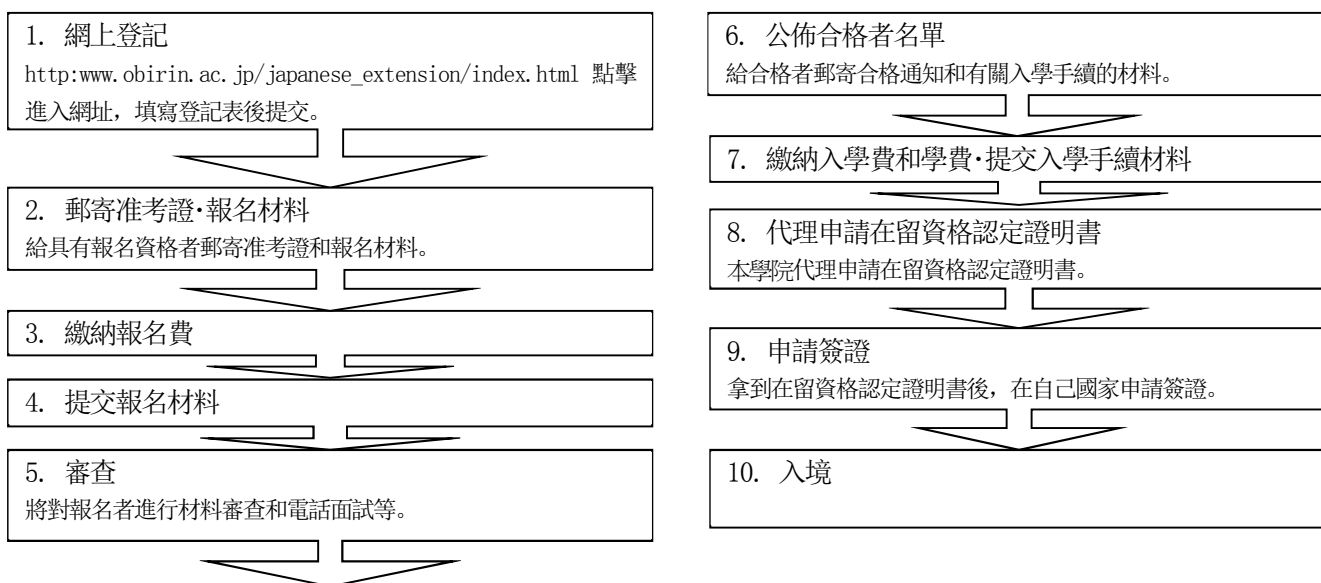 1. 網上登記
http:www.obirin.ac.jp/japanese_extension/index.html 點擊
進入網址，填寫登記表後提交。
2. 郵寄准考證･報名材料
給具有報名資格者郵寄准考證和報名材料。
3. 繳納報名費
4. 提交報名材料
5. 審查
將對報名者進行材料審查和電話面試等。
6. 公佈合格者名單
給合格者郵寄合格通知和有關入學手續的材料。
7. 繳納入學費和學費･提交入學手續材料
8. 代理申請在留資格認定證明書
本學院代理申請在留資格認定證明書。
9. 申請簽證
拿到在留資格認定證明書後，在自己國家申請簽證。
10. 入境